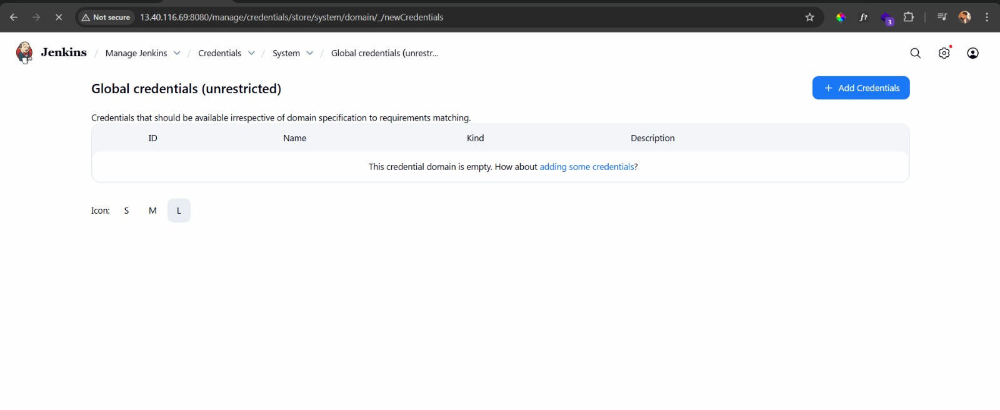 Not secure 13.40.116.69:8080/manage/credentials/store/system/domain/_/newCredentials
f?
3
Jenkins / Manage Jenkins / Credentials / System / Global credentials (unrestr...
Global credentials (unrestricted)
+ Add Credentials
Credentials that should be available irrespective of domain specification to requirements matching.
ID Name Kind Description
This credential domain is empty. How about adding some credentials?
Icon: S M L